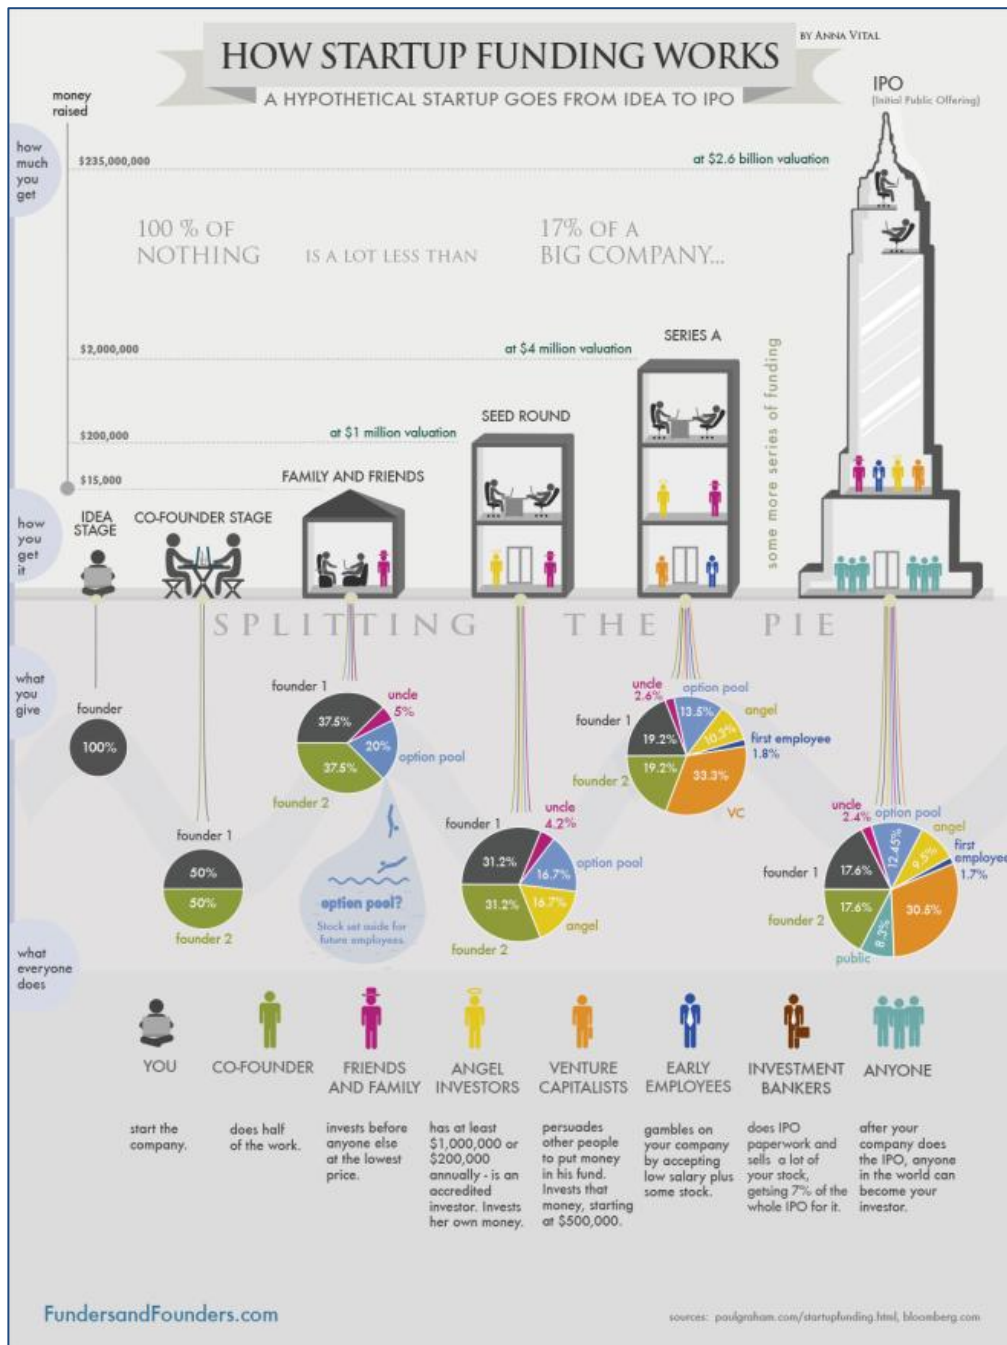 HOW STARTUP FUNDING WORKS
BY ANNA VITAL
A HYPOTHETICAL STARTUP GOES FROM IDEA TO IPO
IPO
(Initial Public Offering)
money
raised
how
much
you
get
$235,000,000
at $2.6 billion valuation
100 % OF
NOTHING
IS A LOT LESS THAN
17% OF A
BIG COMPANY...
$2,000,000
at $4 million valuation
SERIES A
some more series of funding
$200,000
at $1 million valuation
SEED ROUND
$15,000
FAMILY AND FRIENDS
how
you
get
it
IDEA
STAGE
CO-FOUNDER STAGE
SPLITTING THE PIE
what
you
give
founder
100%
founder 1
50%
50%
founder 2
founder 1
uncle
5%
37.5%
20%
option pool
37.5%
founder 2
option pool?
Stock set aside for
future employees.
founder 1
uncle
4.2%
31.2%
option pool
16.7%
31.2%
16.7%
angel
founder 2
uncle
2.6%
option pool
13.5%
angel
founder 1
10.3%
19.2%
first employee
1.8%
19.2%
33.3%
founder 2
VC
uncle
2.4%
option pool
12.45%
angel
9.5%
first
employee
1.7%
founder 1
17.6%
17.6%
30.5%
founder 2
8.3%
public
what
everyone
does
YOU
start the
company.
CO-FOUNDER
does half
of the work.
FRIENDS
AND FAMILY
invests before
anyone else
at the lowest
price.
ANGEL
INVESTORS
has at least
$1,000,000 or
$200,000
annually - is an
accredited
investor. Invests
her own money.
VENTURE
CAPITALISTS
persuades
other people
to put money
in his fund.
Invests that
money, starting
at $500,000.
EARLY
EMPLOYEES
gambles on
your company
by accepting
low salary plus
some stock.
INVESTMENT
BANKERS
does IPO
paperwork and
sells a lot of
your stock,
getsing 7% of the
whole IPO for it.
ANYONE
after your
company does
the IPO, anyone
in the world can
become your
investor.
FundersandFounders.com
sources: paulgraham.com/startupfunding.html, bloomberg.com